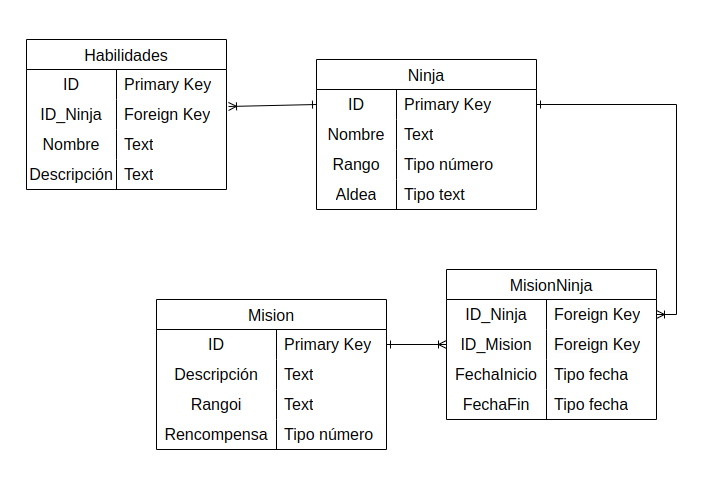 Habilidades
ID Primary Key
ID_Ninja Foreign Key
Nombre Text
Descripción Text
Ninja
ID Primary Key
Nombre Text
Rango Tipo número
Aldea Tipo text
Mision
ID Primary Key
Descripción Text
Rangoi Text
Rencompensa Tipo número
MisionNinja
ID_Ninja Foreign Key
ID_Mision Foreign Key
FechaInicio Tipo fecha
FechaFin Tipo fecha